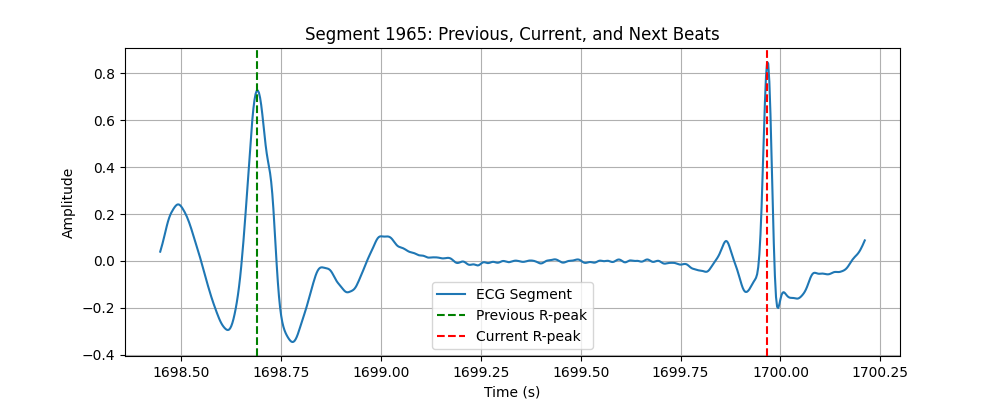 Segment 1965: Previous, Current, and Next Beats
Amplitude
0.8
0.6
0.4
0.2
0.0
−0.2
−0.4
ECG Segment
Previous R-peak
Current R-peak
1698.50 1698.75 1699.00 1699.25 1699.50 1699.75 1700.00 1700.25
Time (s)